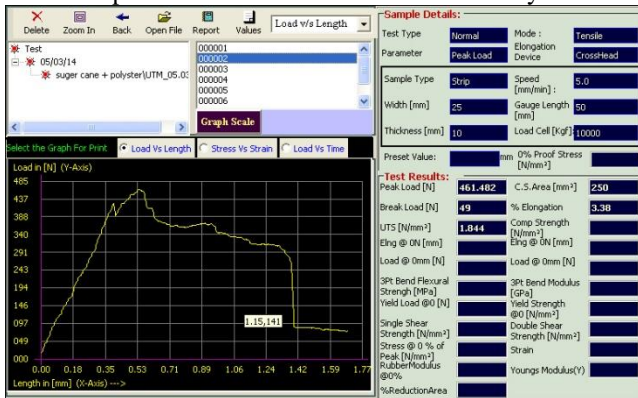 Delete Zoom In Back Open File Report Values Load v/s Length
Test
05/03/14
suger cane + polyster\UTM_05.03
000001
000002
000003
000004
000005
000006
Graph Scale
Select the Graph For Print Load Vs Length Stress Vs Strain Load Vs Time
Load in [N] (Y-Axis)
485
437
388
340
291
243
194
146
097
049
000
1.15,141
0.00 0.18 0.35 0.53 0.71 0.89 1.06 1.24 1.42 1.59 1.77
Length in [mm] (X-Axis) --->
Sample Details:
Test Type Normal Mode : Tensile
Parameter Peak Load Elongation Device CrossHead
Sample Type Strip Speed [mm/min] : 5.0
Width [mm] 25 Gauge Length [mm] 50
Thickness [mm] 10 Load Cell [Kgf]: 10000
Preset Value: mm 0% Proof Stress [N/mm²]
Test Results:
Peak Load [N] 461.482 C.S.Area [mm²] 250
Break Load [N] 49 % Elongation 3.38
UTS [N/mm²] 1.844 Comp Strength [N/mm²]
Elng @ 0N [mm] Elng @ 0N [mm]
Load @ 0mm [N] Load @ 0mm [N]
3Pt Bend Flexural Strengh [MPa] 3Pt Bend Modulus [GPa]
Yield Load @0 [N] Yield Strength @0 [N/mm²]
Single Shear Strength [N/mm²] Double Shear Strength [N/mm²]
Stress @ 0 % of Peak [N/mm²] Strain
RubberModulus @0% Youngs Modulus(Y)
%ReductionArea